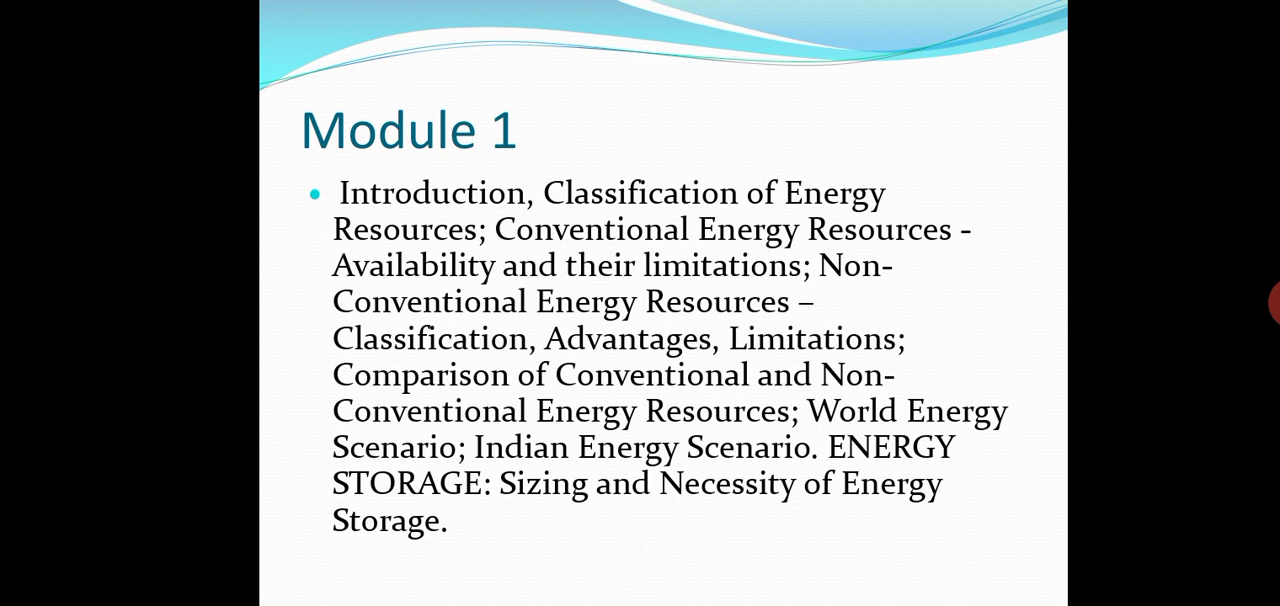 Module 1
• Introduction, Classification of Energy
Resources; Conventional Energy Resources -
Availability and their limitations; Non-
Conventional Energy Resources –
Classification, Advantages, Limitations;
Comparison of Conventional and Non-
Conventional Energy Resources; World Energy
Scenario; Indian Energy Scenario. ENERGY
STORAGE: Sizing and Necessity of Energy
Storage.